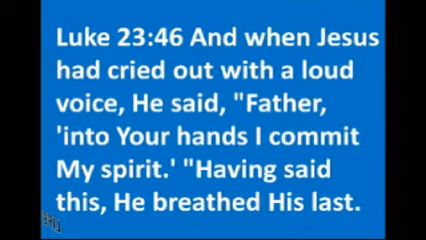 Luke 23:46 And when Jesus
had cried out with a loud
voice, He said, "Father,
'into Your hands I commit
My spirit.' "Having said
this, He breathed His last.